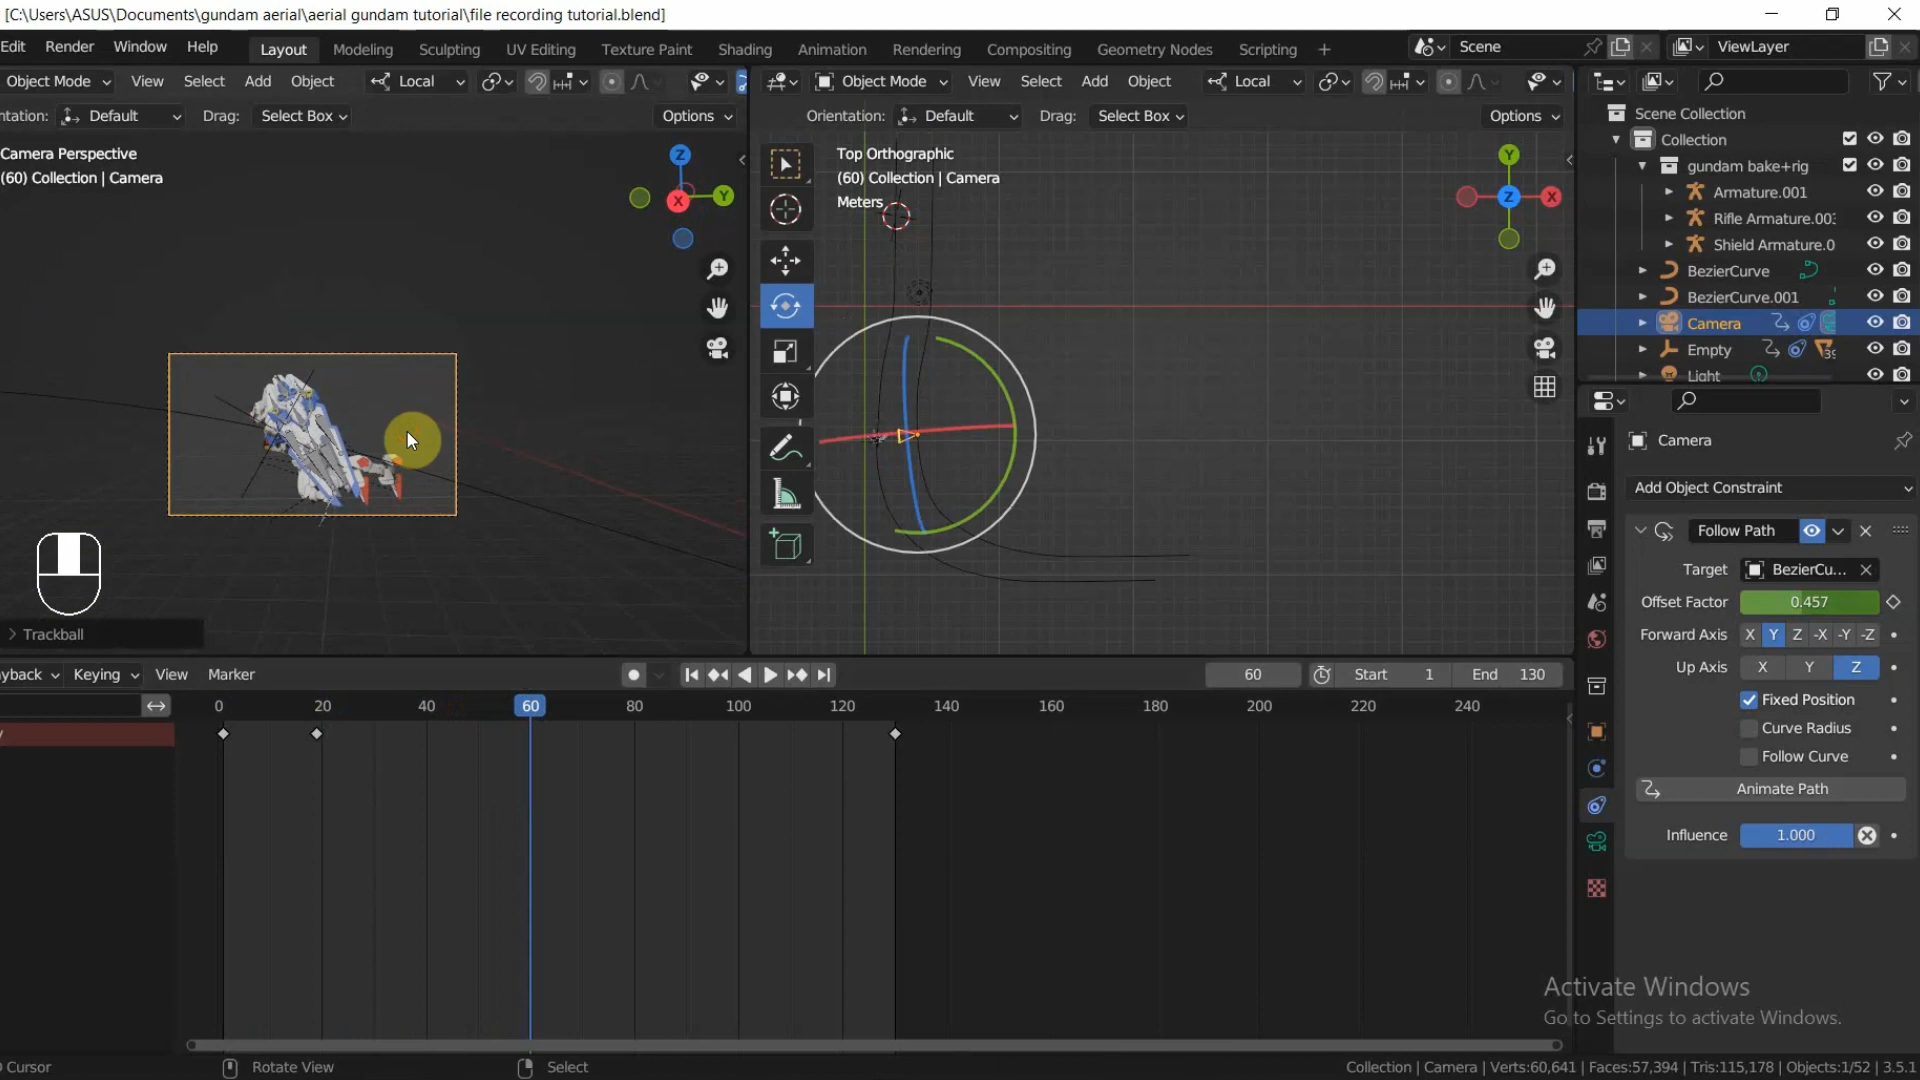 [C:\Users\ASUS\Documents\gundam aerial\aerial gundam tutorial\file recording tutorial.blend]
Edit Render Window Help Layout Modeling Sculpting UV Editing Texture Paint Shading Animation Rendering Compositing Geometry Nodes Scripting + Scene ViewLayer
Object Mode View Select Add Object Local Object Mode View Select Add Object Local
ntation: Default Drag: Select Box Options Orientation: Default Drag: Select Box Options
Camera Perspective
(60) Collection | Camera
Z
Y
X
Top Orthographic
(60) Collection | Camera
Meters
Y
Z
X
Trackball
Scene Collection
Collection
gundam bake+rig
Armature.001
Rifle Armature.00:
Shield Armature.0
BezierCurve
BezierCurve.001
Camera
Empty 39
Light
Camera
Add Object Constraint
Follow Path
Target BezierCu...
Offset Factor 0.457
Forward Axis X Y Z -X -Y -Z
Up Axis X Y Z
Fixed Position
Curve Radius
Follow Curve
Animate Path
Influence 1.000
yback Keying View Marker 60 Start 1 End 130
0 20 40 60 80 100 120 140 160 180 200 220 240
y
Activate Windows
Go to Settings to activate Windows.
Cursor Rotate View Select Collection | Camera | Verts:60,641 | Faces:57,394 | Tris:115,178 | Objects:1/52 | 3.5.1